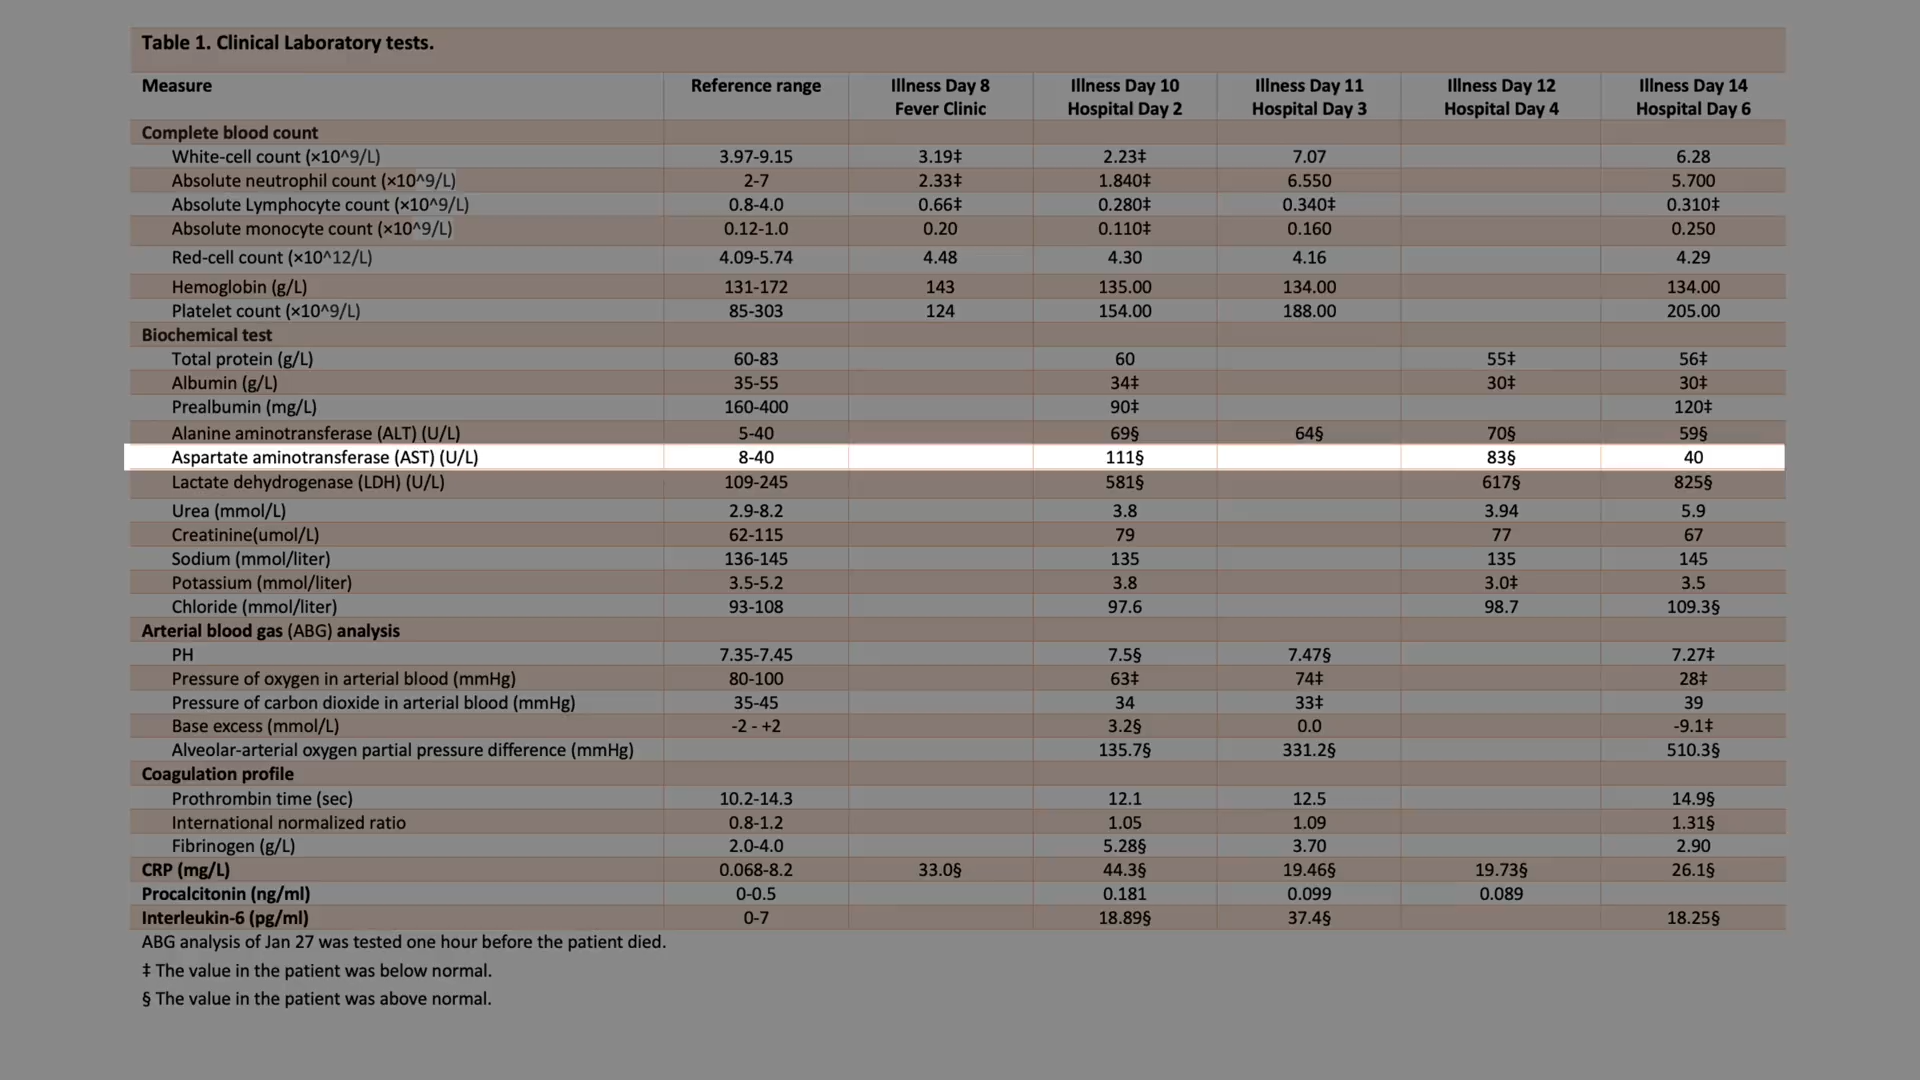 Table 1. Clinical Laboratory tests.
Measure Reference range Illness Day 8 Illness Day 10 Illness Day 11 Illness Day 12 Illness Day 14
Fever Clinic Hospital Day 2 Hospital Day 3 Hospital Day 4 Hospital Day 6
Complete blood count
White-cell count (×10^9/L) 3.97-9.15 3.19‡ 2.23‡ 7.07 6.28
Absolute neutrophil count (×10^9/L) 2-7 2.33‡ 1.840‡ 6.550 5.700
Absolute Lymphocyte count (×10^9/L) 0.8-4.0 0.66‡ 0.280‡ 0.340‡ 0.310‡
Absolute monocyte count (×10^9/L) 0.12-1.0 0.20 0.110‡ 0.160 0.250
Red-cell count (×10^12/L) 4.09-5.74 4.48 4.30 4.16 4.29
Hemoglobin (g/L) 131-172 143 135.00 134.00 134.00
Platelet count (×10^9/L) 85-303 124 154.00 188.00 205.00
Biochemical test
Total protein (g/L) 60-83 60 55‡ 56‡
Albumin (g/L) 35-55 34‡ 30‡ 30‡
Prealbumin (mg/L) 160-400 90‡ 120‡
Alanine aminotransferase (ALT) (U/L) 5-40 69§ 64§ 70§ 59§
Aspartate aminotransferase (AST) (U/L) 8-40 111§ 83§ 40
Lactate dehydrogenase (LDH) (U/L) 109-245 581§ 617§ 825§
Urea (mmol/L) 2.9-8.2 3.8 3.94 5.9
Creatinine(umol/L) 62-115 79 77 67
Sodium (mmol/liter) 136-145 135 135 145
Potassium (mmol/liter) 3.5-5.2 3.8 3.0‡ 3.5
Chloride (mmol/liter) 93-108 97.6 98.7 109.3§
Arterial blood gas (ABG) analysis
PH 7.35-7.45 7.5§ 7.47§ 7.27‡
Pressure of oxygen in arterial blood (mmHg) 80-100 63‡ 74‡ 28‡
Pressure of carbon dioxide in arterial blood (mmHg) 35-45 34 33‡ 39
Base excess (mmol/L) -2 - +2 3.2§ 0.0 -9.1‡
Alveolar-arterial oxygen partial pressure difference (mmHg) 135.7§ 331.2§ 510.3§
Coagulation profile
Prothrombin time (sec) 10.2-14.3 12.1 12.5 14.9§
International normalized ratio 0.8-1.2 1.05 1.09 1.31§
Fibrinogen (g/L) 2.0-4.0 5.28§ 3.70 2.90
CRP (mg/L) 0.068-8.2 33.0§ 44.3§ 19.46§ 19.73§ 26.1§
Procalcitonin (ng/ml) 0-0.5 0.181 0.099 0.089
Interleukin-6 (pg/ml) 0-7 18.89§ 37.4§ 18.25§
ABG analysis of Jan 27 was tested one hour before the patient died.
‡ The value in the patient was below normal.
§ The value in the patient was above normal.